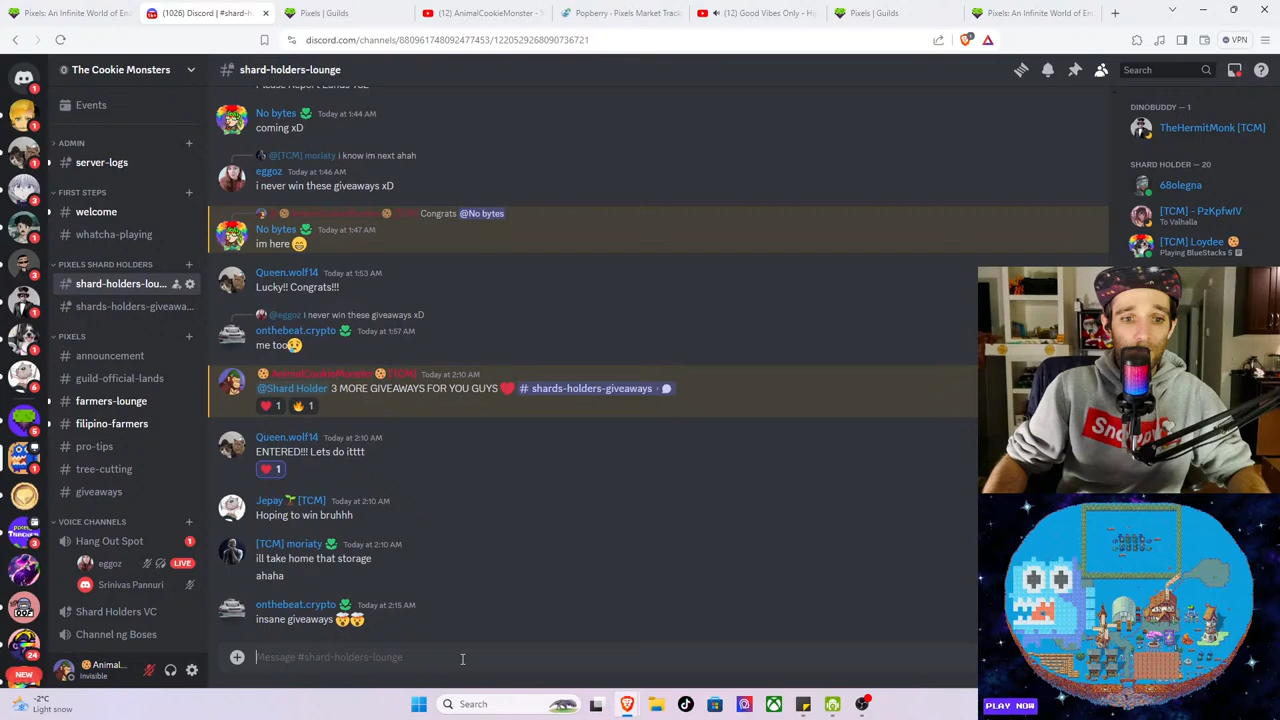 Pixels: An Infinite World of E
(1026) Discord | #shard-h
Pixels | Guilds
(12) AnimalCookieMonster - 
Popberry - Pixels Market Track
(12) Good Vibes Only - H
Pixels | Guilds
Pixels: An Infinite World of En
discord.com/channels/880961748092477453/1220529268090736721
VPN
The Cookie Monsters
Events
ADMIN
server-logs
FIRST STEPS
welcome
whatcha-playing
PIXELS SHARD HOLDERS
shard-holders-lou...
shards-holders-giveawa...
PIXELS
announcement
guild-official-lands
farmers-lounge
filipino-farmers
pro-tips
tree-cutting
giveaways
VOICE CHANNELS
Hang Out Spot 1
eggoz LIVE
Srinivas Pannuri
Shard Holders VC
Channel ng Boses
Animal...
Invisible
NEW
shard-holders-lounge
Search
No bytes Today at 1:44 AM
coming xD
@[TCM] moriaty i know im next ahah
eggoz Today at 1:46 AM
i never win these giveaways xD
Congrats @No bytes
No bytes Today at 1:47 AM
im here
Queen.wolf14 Today at 1:53 AM
Lucky!! Congrats!!!
@eggoz i never win these giveaways xD
onthebeat.crypto Today at 1:57 AM
me too
AnimalCookieMonster [TCM] Today at 2:10 AM
@Shard Holder 3 MORE GIVEAWAYS FOR YOU GUYS # shards-holders-giveaways
1 1
Queen.wolf14 Today at 2:10 AM
ENTERED!!! Lets do itttt
1
Jepay [TCM] Today at 2:10 AM
Hoping to win bruhhh
[TCM] moriaty Today at 2:10 AM
ill take home that storage
ahaha
onthebeat.crypto Today at 2:15 AM
insane giveaways
Message #shard-holders-lounge
DINOBUDDY — 1
TheHermitMonk [TCM]
SHARD HOLDER — 20
68olegna
[TCM] - PzKpfwIV
To Valhalla
[TCM] Loydee
Playing BlueStacks 5
PLAY NOW
-2°C
Light snow
Search